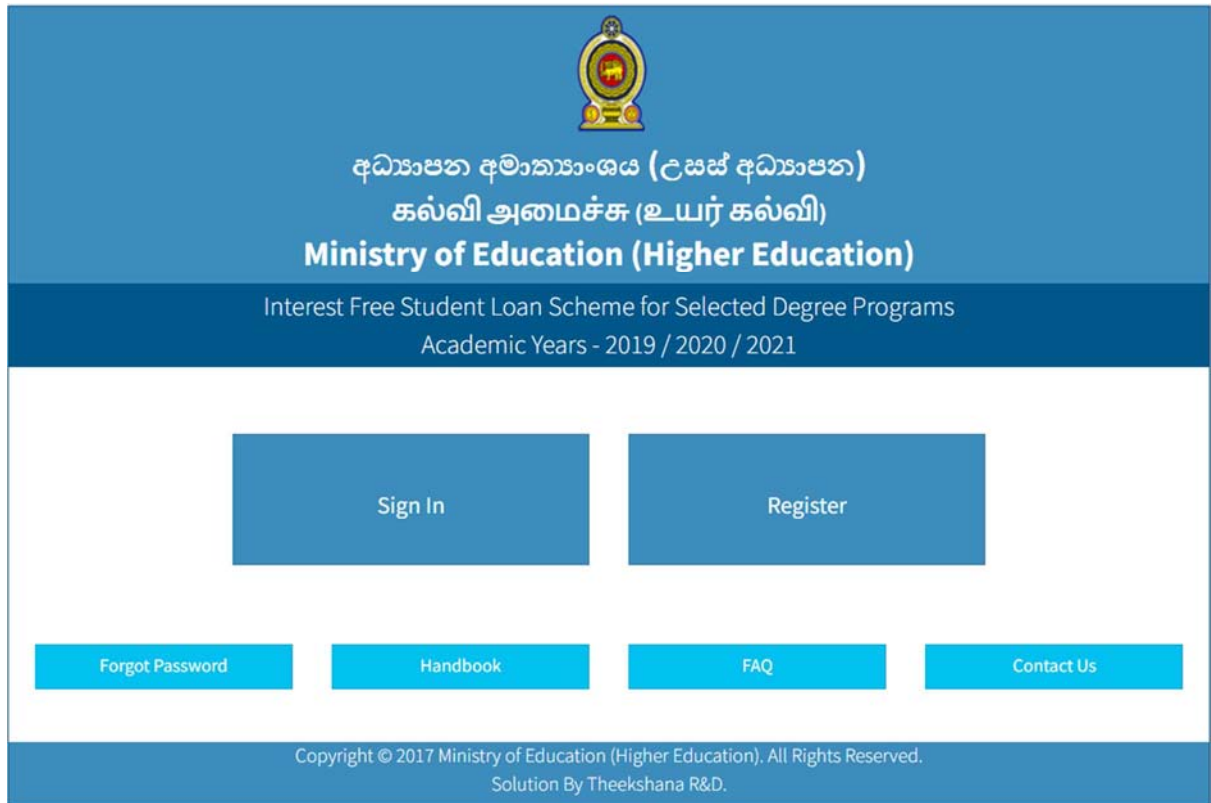 අධ්‍යාපන අමාත්‍යාංශය (උසස් අධ්‍යාපන)
கல்வி அமைச்சு (உயர் கல்வி)
Ministry of Education (Higher Education)
Interest Free Student Loan Scheme for Selected Degree Programs
Academic Years - 2019 / 2020 / 2021
Sign In
Register
Forgot Password
Handbook
FAQ
Contact Us
Copyright © 2017 Ministry of Education (Higher Education). All Rights Reserved.
Solution By Theekshana R&D.